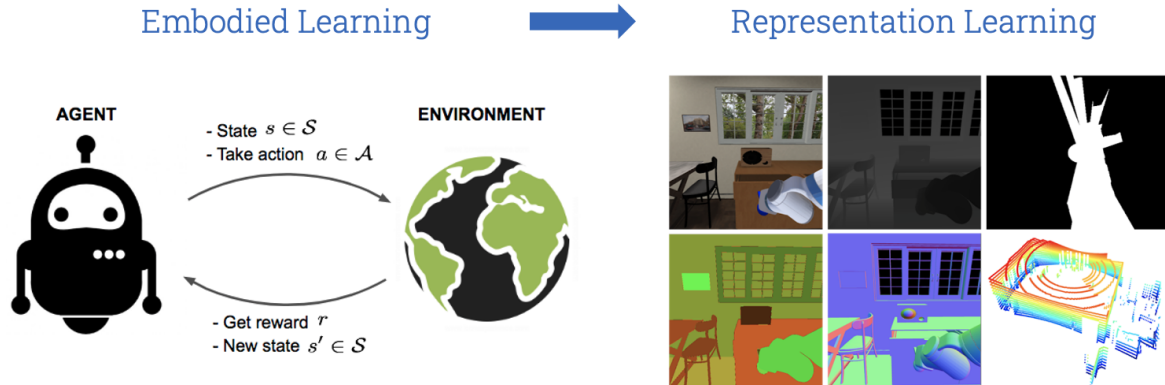 Embodied Learning
Representation Learning
AGENT
ENVIRONMENT
- State s ∈ 𝒮
- Take action a ∈ 𝒜
- Get reward r
- New state s′ ∈ 𝒮